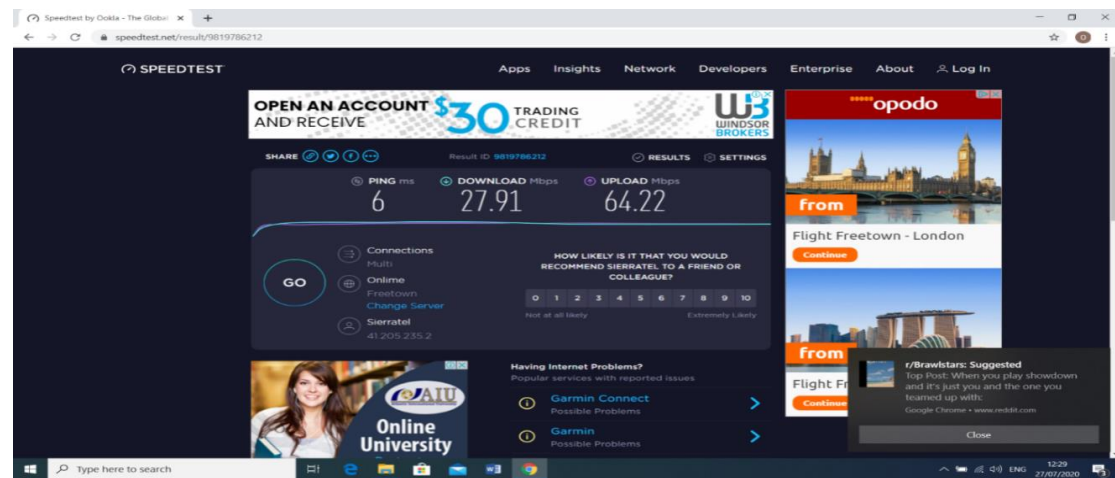 Speedtest by Ookla - The Global
speedtest.net/result/9819786212
SPEEDTEST
Apps Insights Network Developers Enterprise About Log In
OPEN AN ACCOUNT
AND RECEIVE
$30
TRADING
CREDIT
WINDSOR
BROKERS
opodo
SHARE
Result ID 9819786212
RESULTS SETTINGS
PING ms DOWNLOAD Mbps UPLOAD Mbps
6 27.91 64.22
from
Flight Freetown - London
Continue
GO
Connections
Multi
Onlime
Freetown
Change Server
Sierratel
41.205.235.2
HOW LIKELY IS IT THAT YOU WOULD
RECOMMEND SIERRATEL TO A FRIEND OR
COLLEAGUE?
0 1 2 3 4 5 6 7 8 9 10
Not at all likely Extremely Likely
from
Flight Fr
Continue
AIU
Online
University
Having Internet Problems?
Popular services with reported issues
Garmin Connect
Possible Problems
Garmin
Possible Problems
r/Brawlstars: Suggested
Top Post: When you play showdown
and it's just you and the one you
teamed up with:
Google Chrome • www.reddit.com
Close
Type here to search
ENG
12:29
27/07/2020